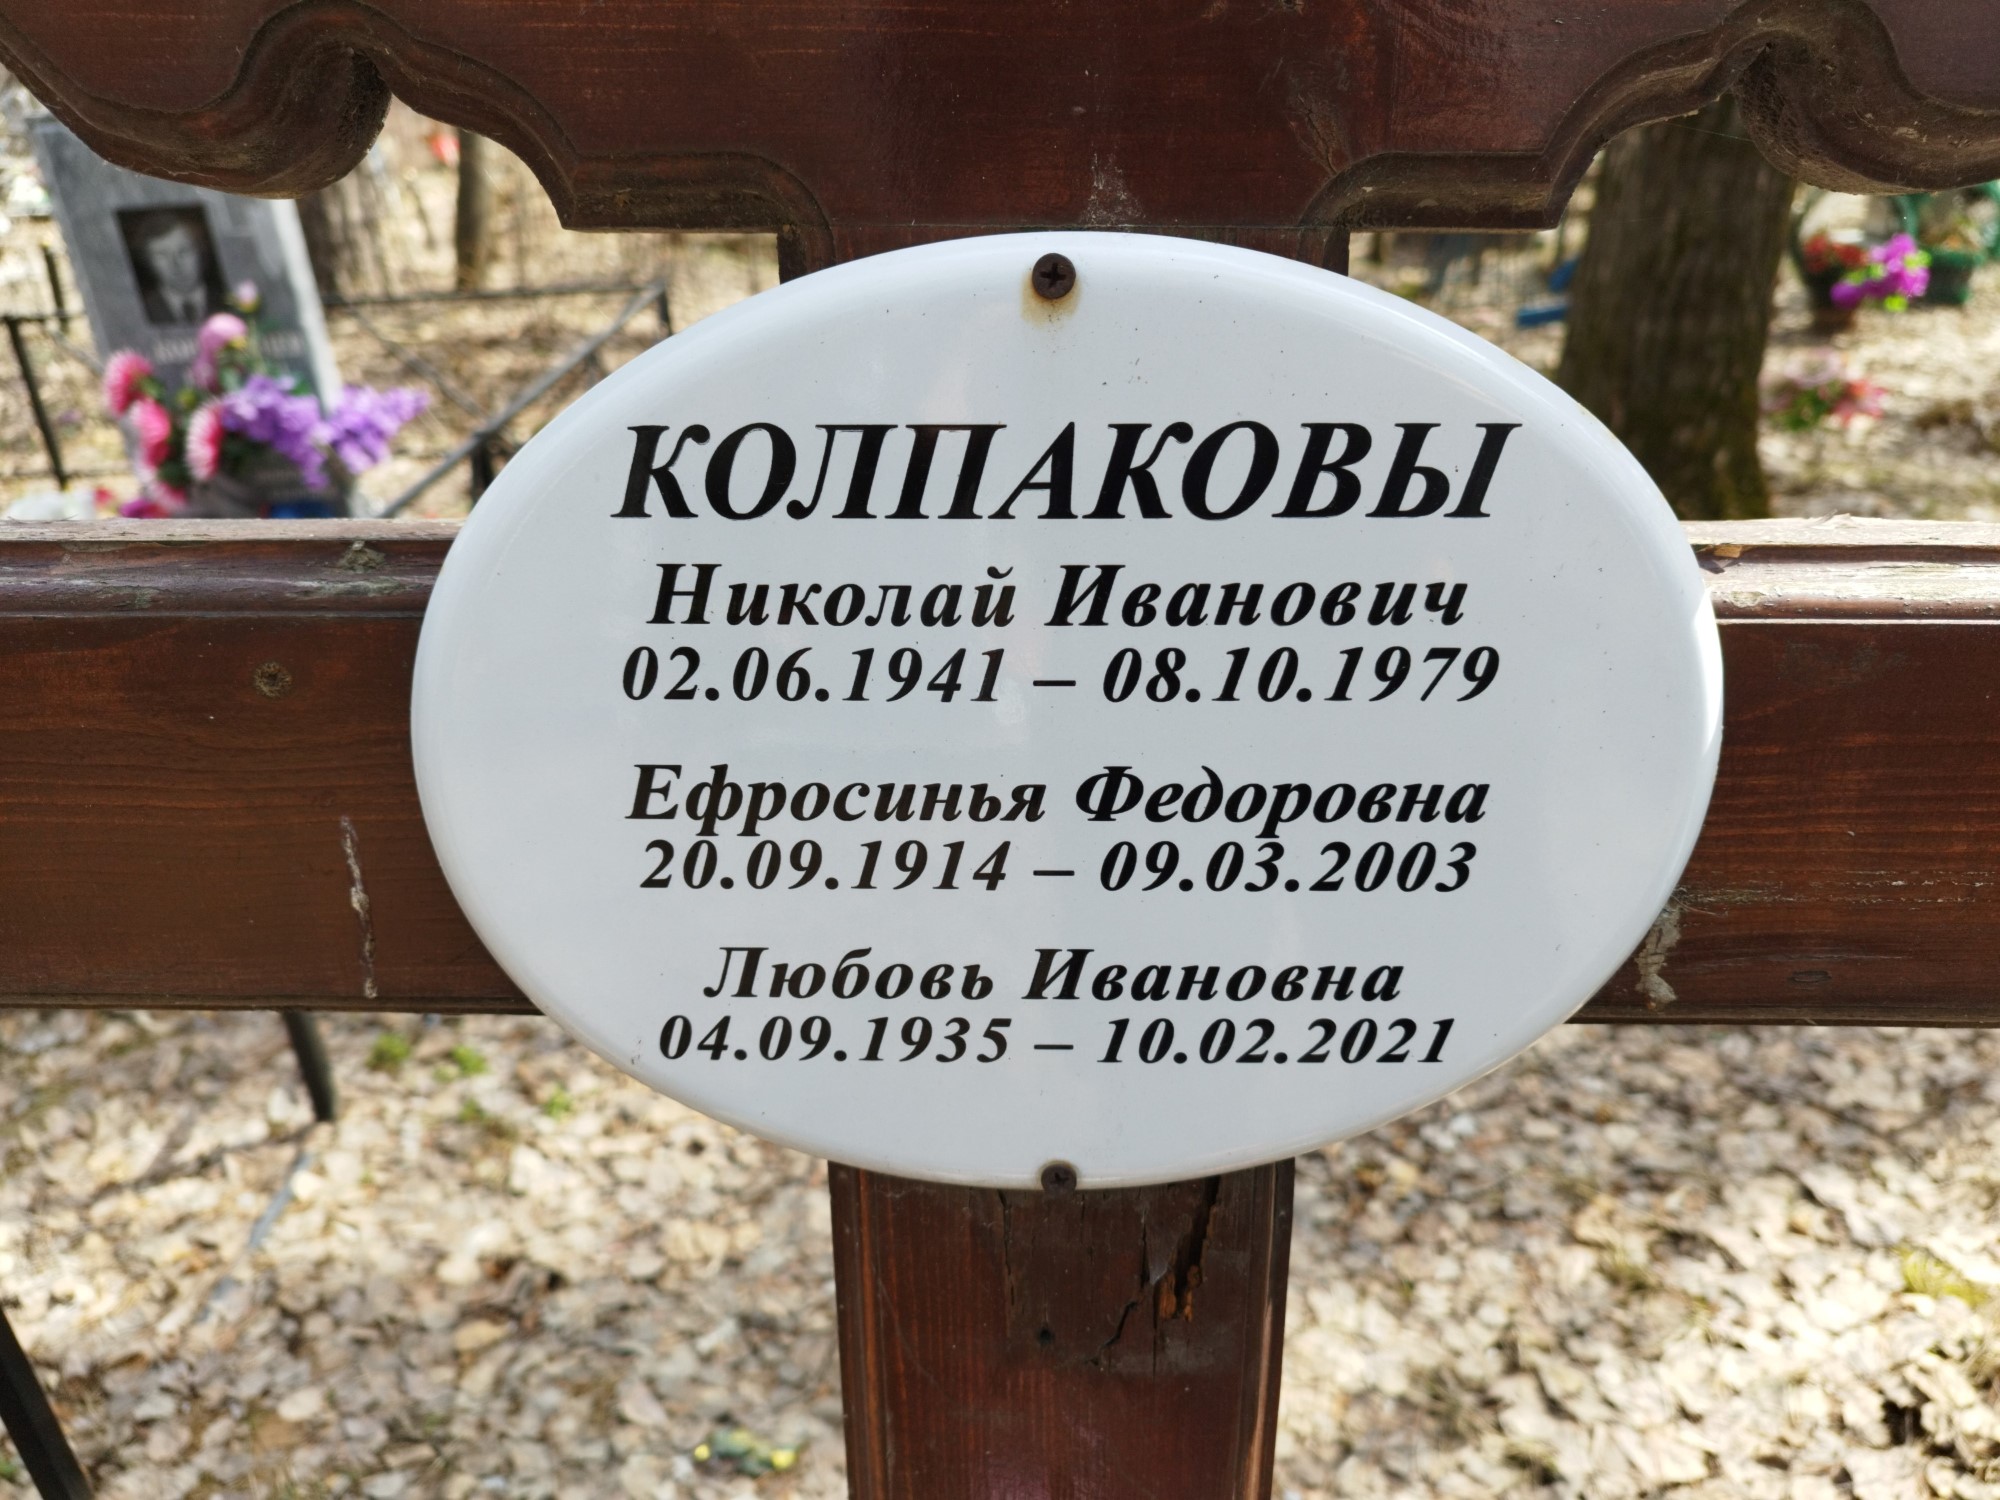 КОЛПАКОВЫ
Николай Иванович
02.06.1941 – 08.10.1979
Ефросинья Федоровна
20.09.1914 – 09.03.2003
Любовь Ивановна
04.09.1935 – 10.02.2021